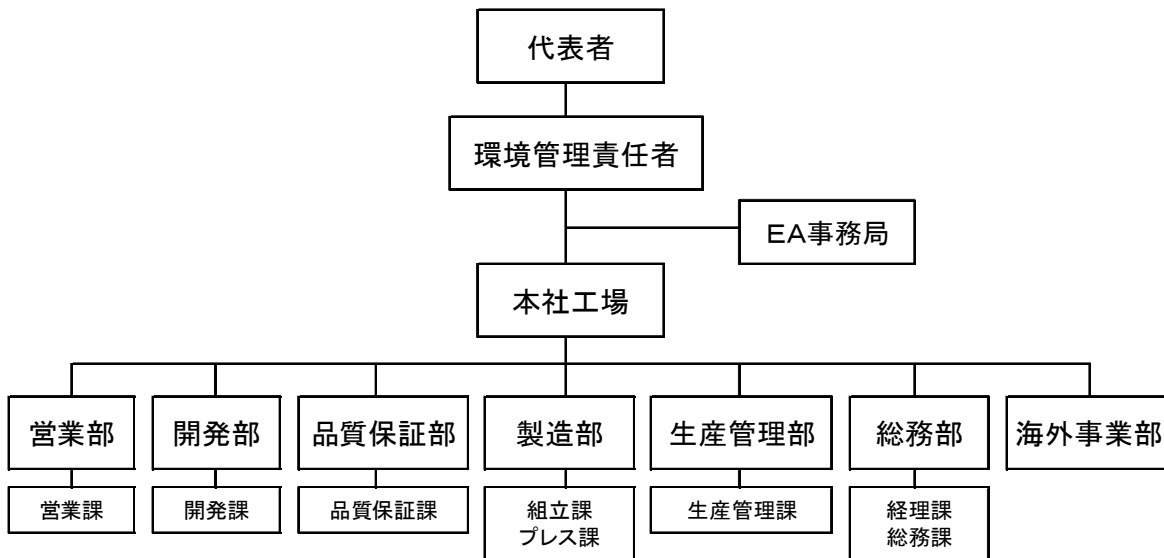 代表者
環境管理責任者
EA事務局
本社工場
営業部
開発部
品質保証部
製造部
生産管理部
総務部
海外事業部
営業課
開発課
品質保証課
組立課
プレス課
生産管理課
経理課
総務課